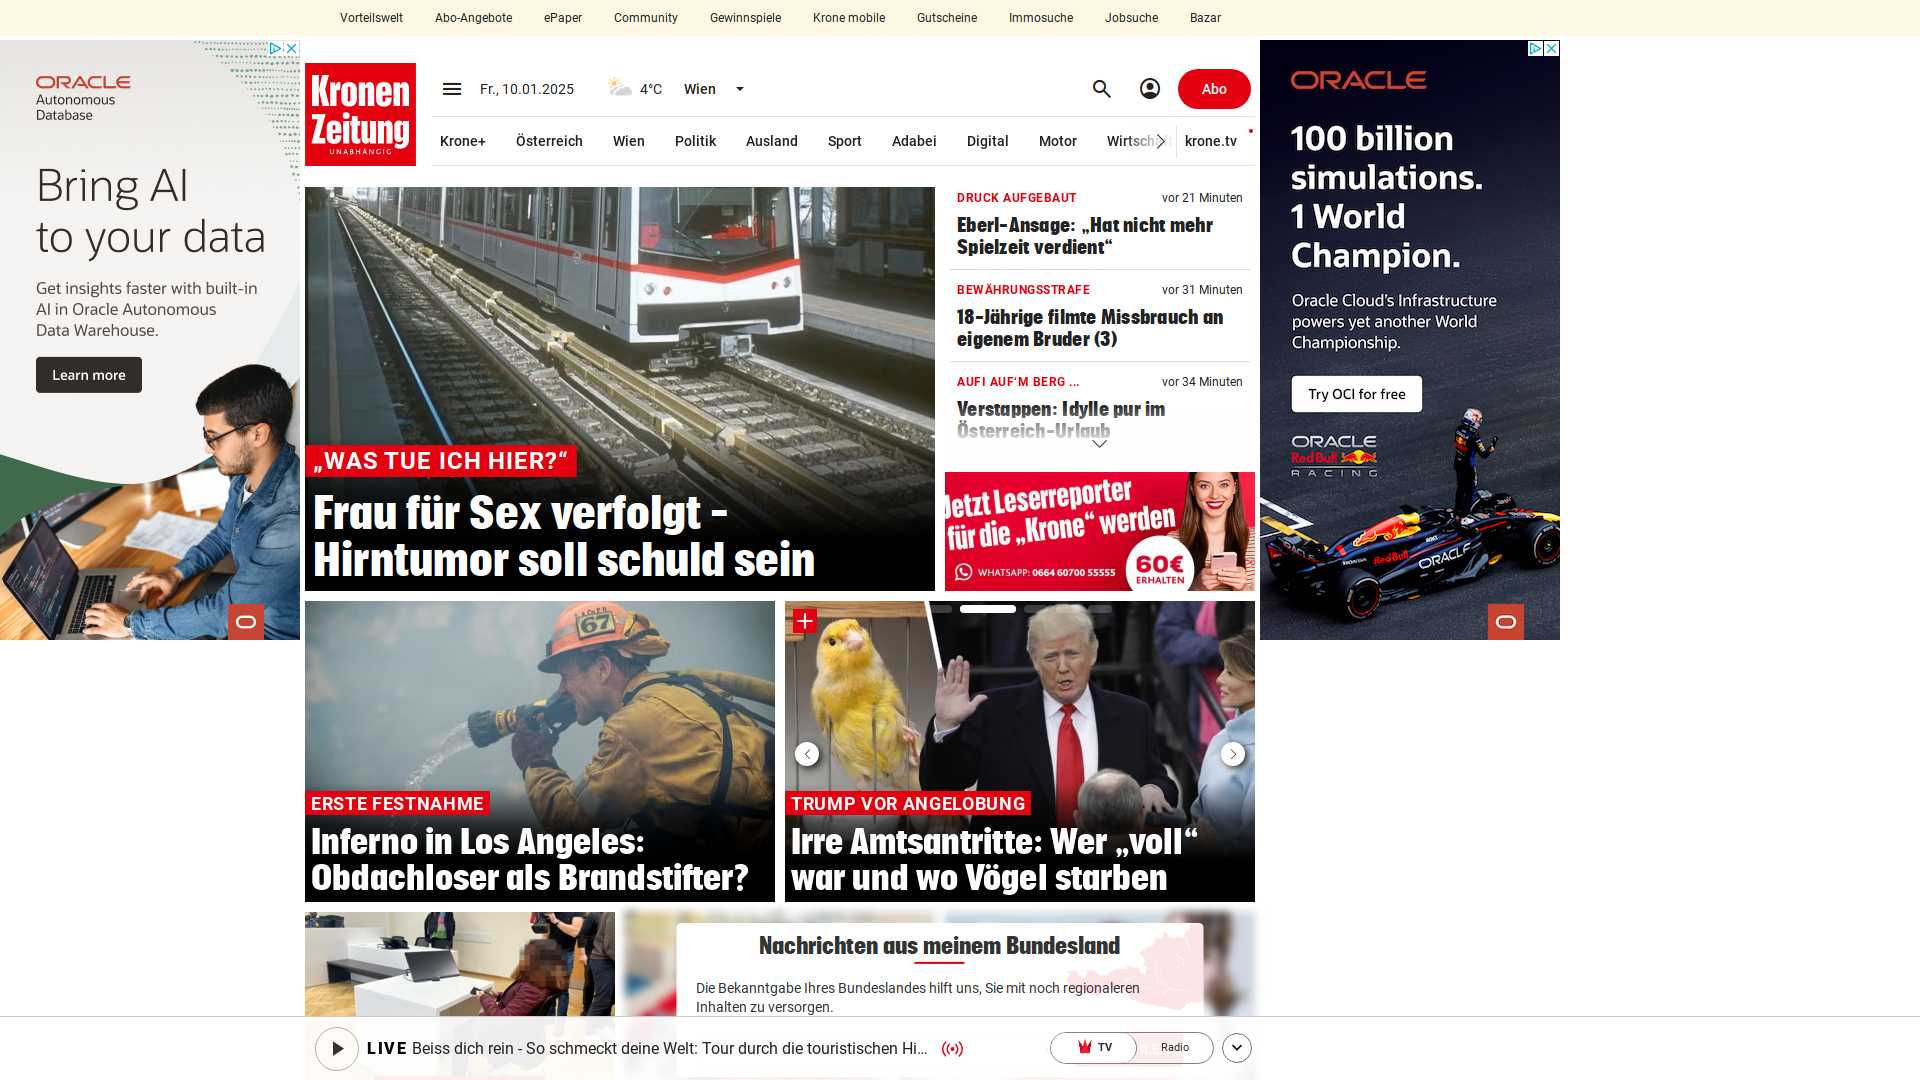 Vorteilswelt
Abo-Angebote
ePaper
Community
Gewinnspiele
Krone mobile
Gutscheine
Immosuche
Jobsuche
Bazar
ORACLE
Autonomous
Database
Bring AI
to your data
Get insights faster with built-in
AI in Oracle Autonomous
Data Warehouse.
Learn more
Kronen
Zeitung
UNABHÄNGIG
Fr., 10.01.2025
4°C
Wien
Abo
Krone+
Österreich
Wien
Politik
Ausland
Sport
Adabei
Digital
Motor
krone.tv
„WAS TUE ICH HIER?“
Frau für Sex verfolgt –
Hirntumor soll schuld sein
DRUCK AUFGEBAUT
vor 21 Minuten
Eberl-Ansage: „Hat nicht mehr
Spielzeit verdient“
BEWÄHRUNGSSTRAFE
vor 31 Minuten
18-Jährige filmte Missbrauch an
eigenem Bruder (3)
AUFI AUF’M BERG ...
vor 34 Minuten
Verstappen: Idylle pur im
Österreich-Urlaub
Jetzt Leserreporter
für die „Krone“ werden
WHATSAPP: 0664 60700 55555
60€
ERHALTEN
67
ERSTE FESTNAHME
Inferno in Los Angeles:
Obdachloser als Brandstifter?
TRUMP VOR ANGELOBUNG
Irre Amtsantritte: Wer „voll“
war und wo Vögel starben
Nachrichten aus meinem Bundesland
Die Bekanntgabe Ihres Bundeslandes hilft uns, Sie mit noch regionaleren
Inhalten zu versorgen.
LIVE Beiss dich rein - So schmeckt deine Welt: Tour durch die touristischen Hi...
TV
Radio
ORACLE
100 billion
simulations.
1 World
Champion.
Oracle Cloud’s Infrastructure
powers yet another World
Championship.
Try OCI for free
ORACLE
Red Bull
RACING
ORACLE
Red Bull
HONDA
ORACLE